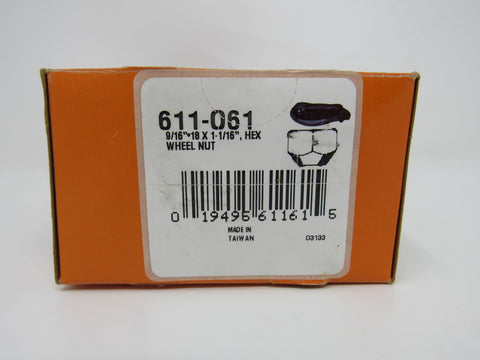 611-061
9/16"-18 X 1-1/16", HEX
WHEEL NUT
0 19495 61161 5
MADE IN
TAIWAN
03133